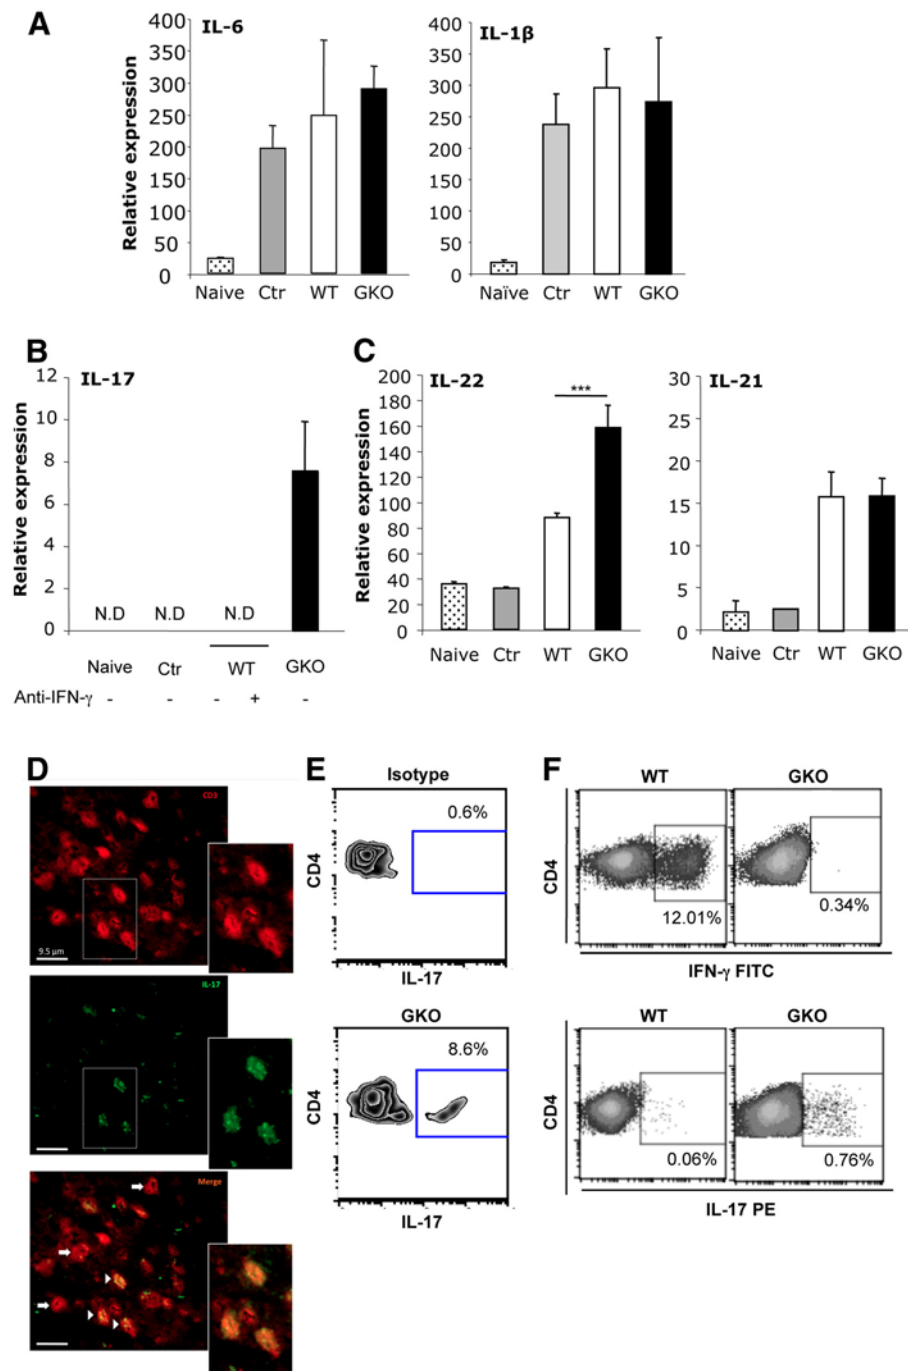 A
IL-6
IL-1β
Relative expression
400
350
300
250
200
150
100
50
0
400
350
300
250
200
150
100
50
0
Naive Ctr WT GKO
Naïve Ctr WT GKO
B
IL-17
Relative expression
12
10
8
6
4
2
0
N.D N.D N.D
Naive Ctr WT GKO
Anti-IFN-γ - - - + -
C
IL-22
IL-21
Relative expression
200
180
160
140
120
100
80
60
40
20
0
***
30
25
20
15
10
5
0
Naive Ctr WT GKO
Naive Ctr WT GKO
D
CD3
9.5 μm
IL-17
Merge
E
Isotype
0.6%
CD4
IL-17
GKO
8.6%
CD4
IL-17
F
WT GKO
CD4
12.01% 0.34%
IFN-γ FITC
WT GKO
CD4
0.06% 0.76%
IL-17 PE